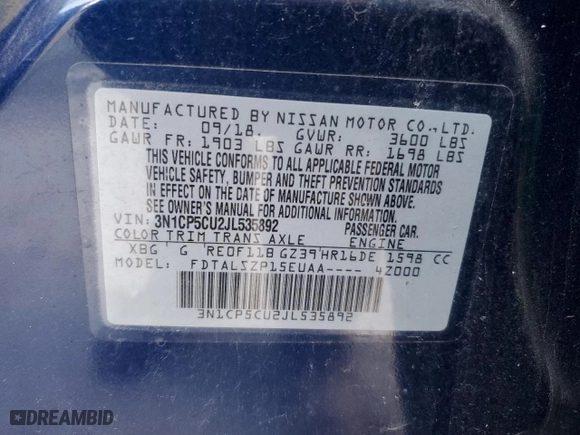 MANUFACTURED BY NISSAN MOTOR CO., LTD.
DATE: 09/18. GVWR: 3600 LBS
GAWR FR: 1903 LBS GAWR RR: 1698 LBS
THIS VEHICLE CONFORMS TO ALL APPLICABLE FEDERAL MOTOR
VEHICLE SAFETY, BUMPER AND THEFT PREVENTION STANDARDS
IN EFFECT ON THE DATE OF MANUFACTURE SHOWN ABOVE.
SEE OWNER'S MANUAL FOR ADDITIONAL INFORMATION.
VIN: 3N1CP5CU2JL535892 PASSENGER CAR.
COLOR TRIM TRANS AXLE ENGINE
XBG G RE0F11B GZ39 HR16DE 1598 CC
MODEL: FDTALSZP15EUAA---- 4Z000
3N1CP5CU2JL535892
DREAMBID